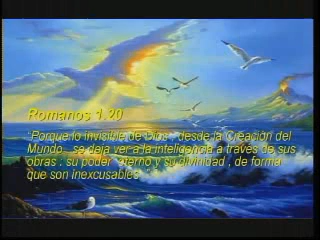 Romanos 1,20
"Porque lo invisible de Dios, desde la Creación del
Mundo, se deja ver a la inteligencia a través de sus
obras: su poder eterno y su divinidad, de forma
que son inexcusables"